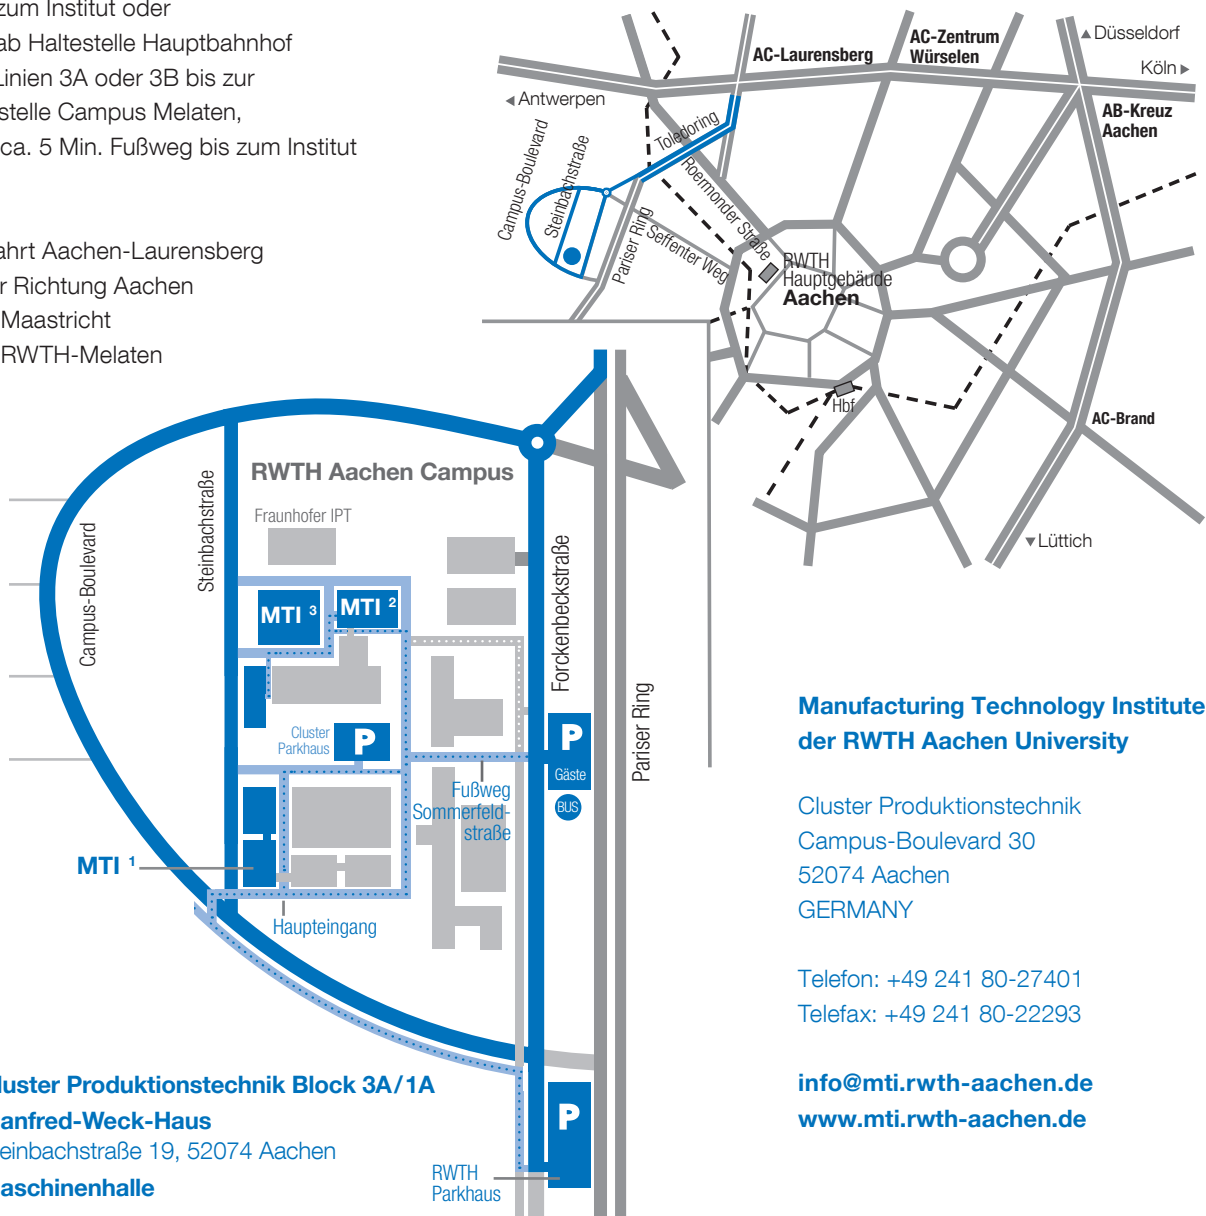 zum Institut oder
ab Haltestelle Hauptbahnhof
Linien 3A oder 3B bis zur
stelle Campus Melaten,
ca. 5 Min. Fußweg bis zum Institut
ahrt Aachen-Laurensberg
r Richtung Aachen
Maastricht
RWTH-Melaten
AC-Laurensberg
AC-Zentrum
Würselen
▲ Düsseldorf
Köln ▶
◀ Antwerpen
AB-Kreuz
Aachen
Toledoring
Campus-Boulevard
Steinbachstraße
Roermonder Straße
Pariser Ring
Seffenter Weg
RWTH
Hauptgebäude
Aachen
Hbf
AC-Brand
▼ Lüttich
RWTH Aachen Campus
Fraunhofer IPT
Steinbachstraße
Campus-Boulevard
Forckenbeckstraße
Pariser Ring
MTI 3
MTI 2
Cluster
Parkhaus
P
P
Gäste
BUS
Fußweg
Sommerfeld-
straße
MTI 1
Haupteingang
P
RWTH
Parkhaus
luster Produktionstechnik Block 3A/1A
anfred-Weck-Haus
einbachstraße 19, 52074 Aachen
aschinenhalle
Manufacturing Technology Institute
der RWTH Aachen University
Cluster Produktionstechnik
Campus-Boulevard 30
52074 Aachen
GERMANY
Telefon: +49 241 80-27401
Telefax: +49 241 80-22293
info@mti.rwth-aachen.de
www.mti.rwth-aachen.de